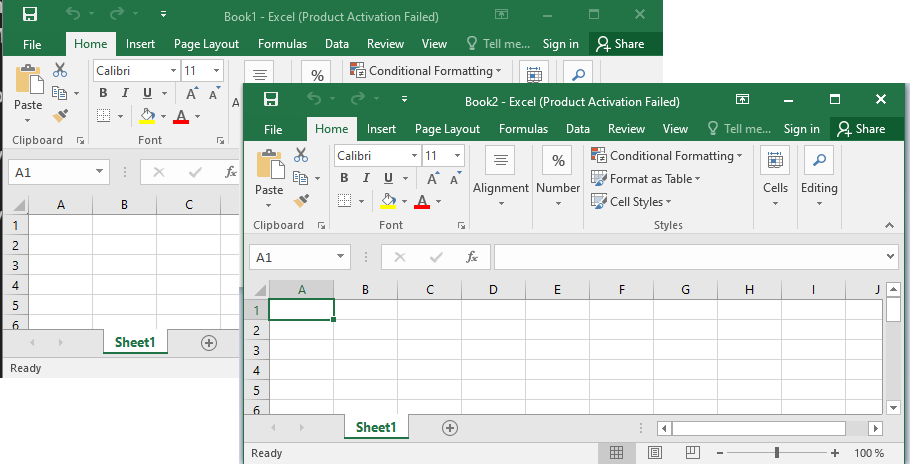 Book1 - Excel (Product Activation Failed)
File Home Insert Page Layout Formulas Data Review View Tell me... Sign in Share
Calibri 11 % Conditional Formatting
Paste B I U A A A
A
Clipboard Font
A1 fx
A B C
1
2
3
4
5
6
Sheet1
Ready
Book2 - Excel (Product Activation Failed)
File Home Insert Page Layout Formulas Data Review View Tell me... Sign in Share
Calibri 11 % Conditional Formatting
Paste B I U A A Alignment Number Format as Table Cells Editing
A Cell Styles
Clipboard Font Styles
A1 fx
A B C D E F G H I J
1
2
3
4
5
6
Sheet1
Ready 100 %